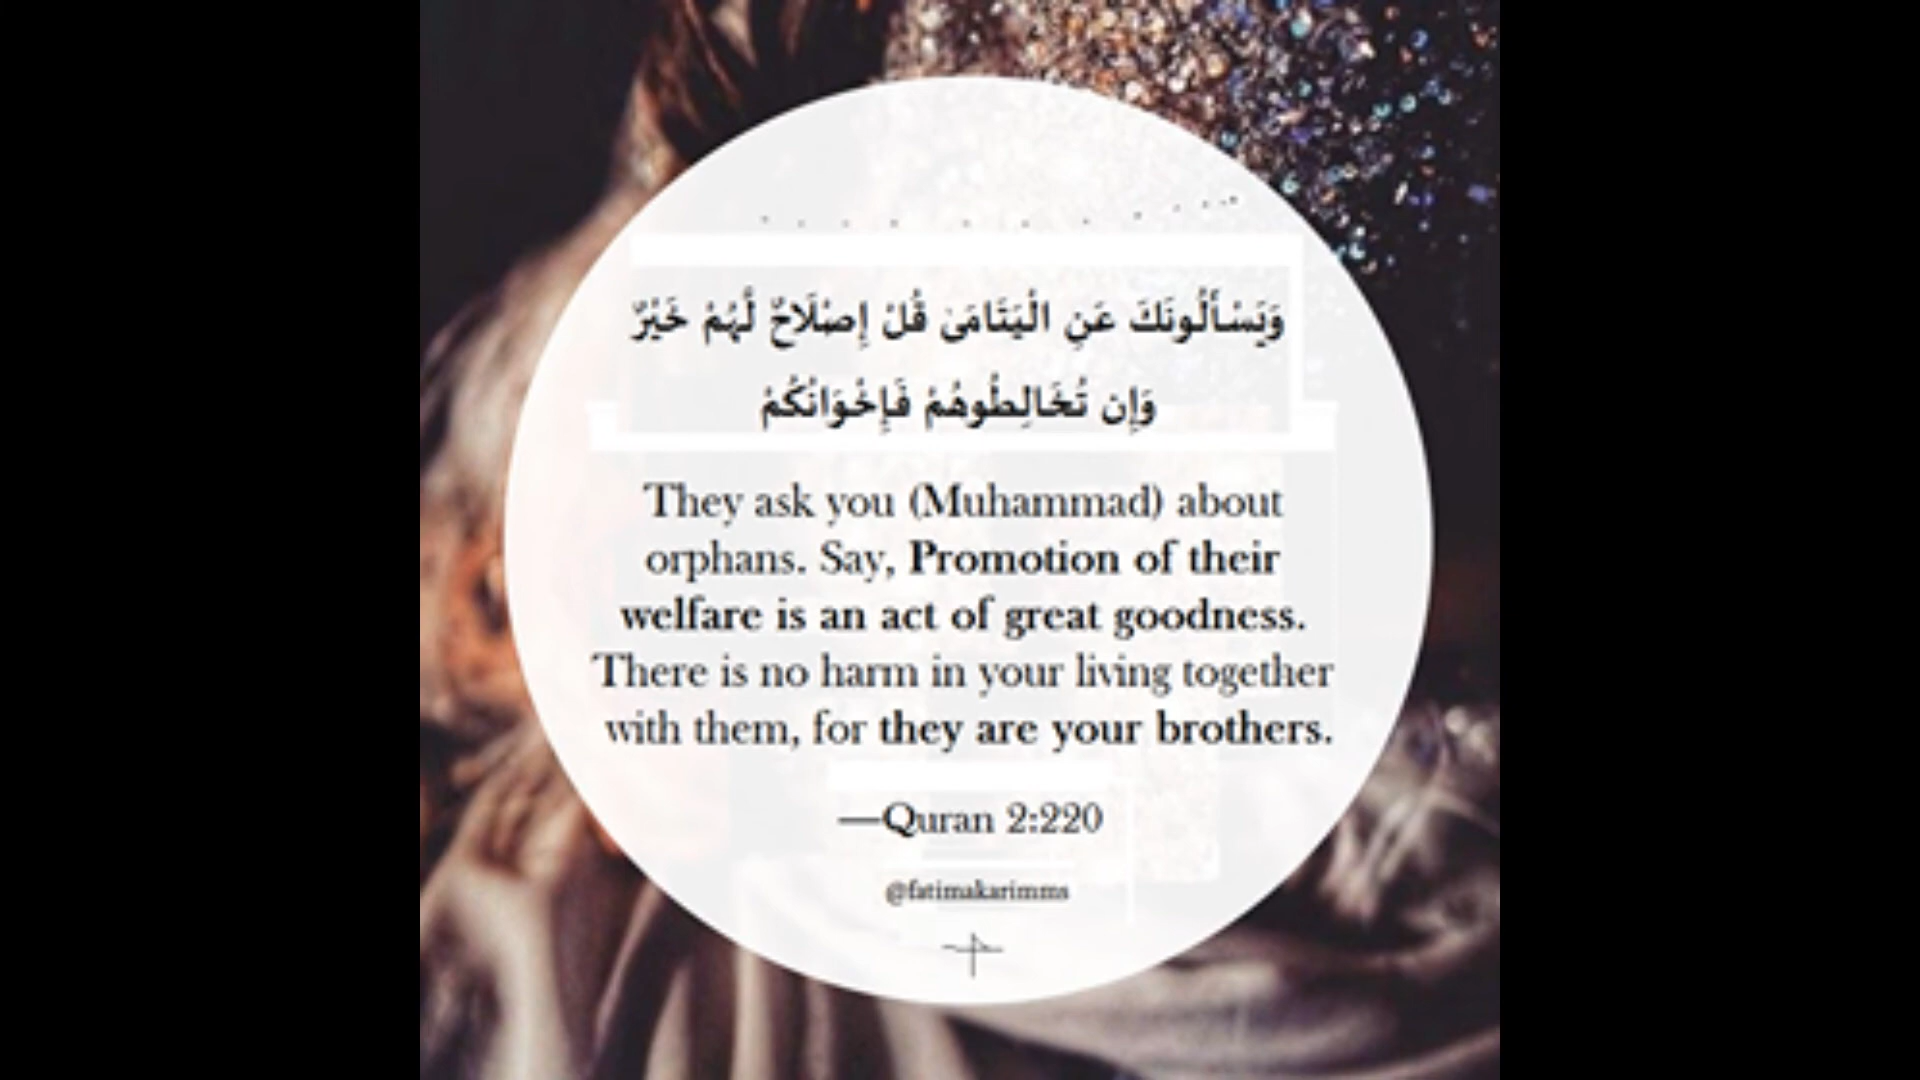 وَيَسْأَلُونَكَ عَنِ الْيَتَامَىٰ قُلْ إِصْلَاحٌ لَّهُمْ خَيْرٌ
وَإِن تُخَالِطُوهُمْ فَإِخْوَانُكُمْ
They ask you (Muhammad) about
orphans. Say, Promotion of their
welfare is an act of great goodness.
There is no harm in your living together
with them, for they are your brothers.
—Quran 2:220
@fatimakarimms